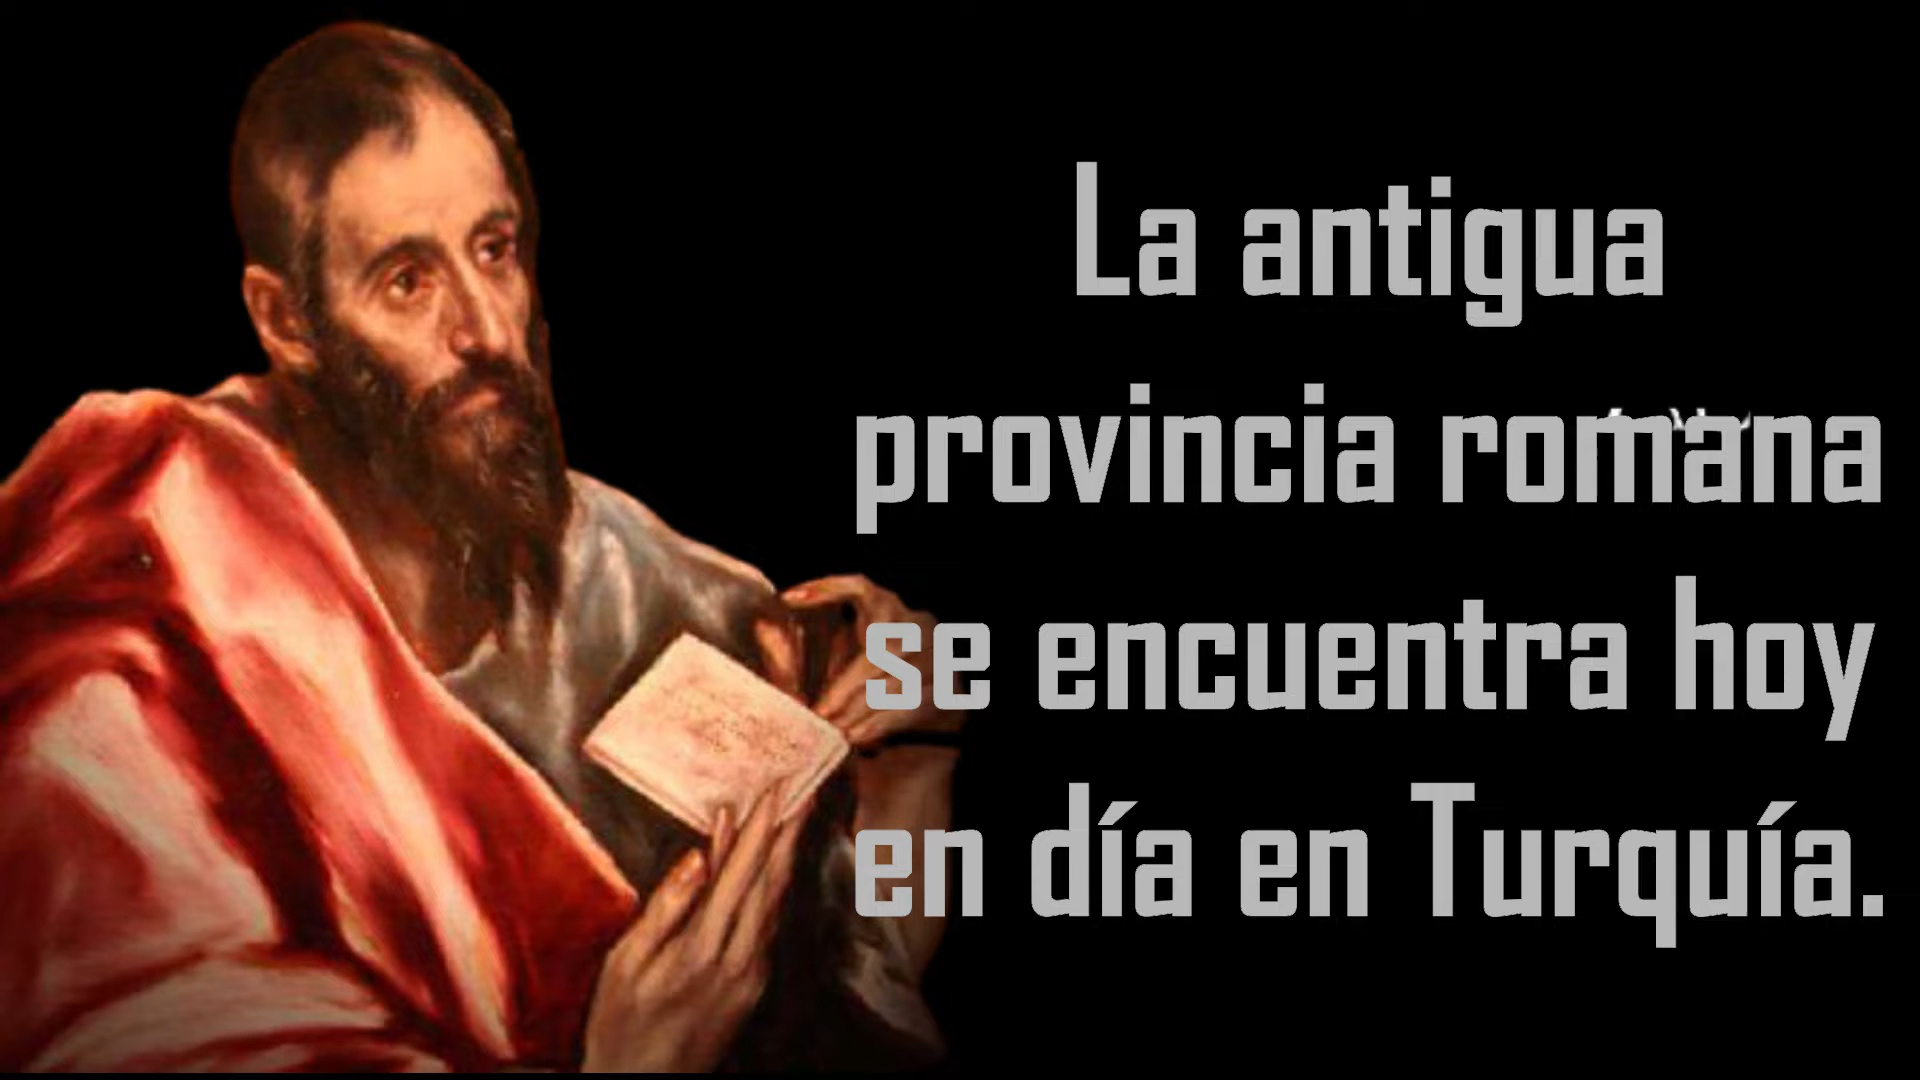 La antigua
provincia romana
se encuentra hoy
en día en Turquía.